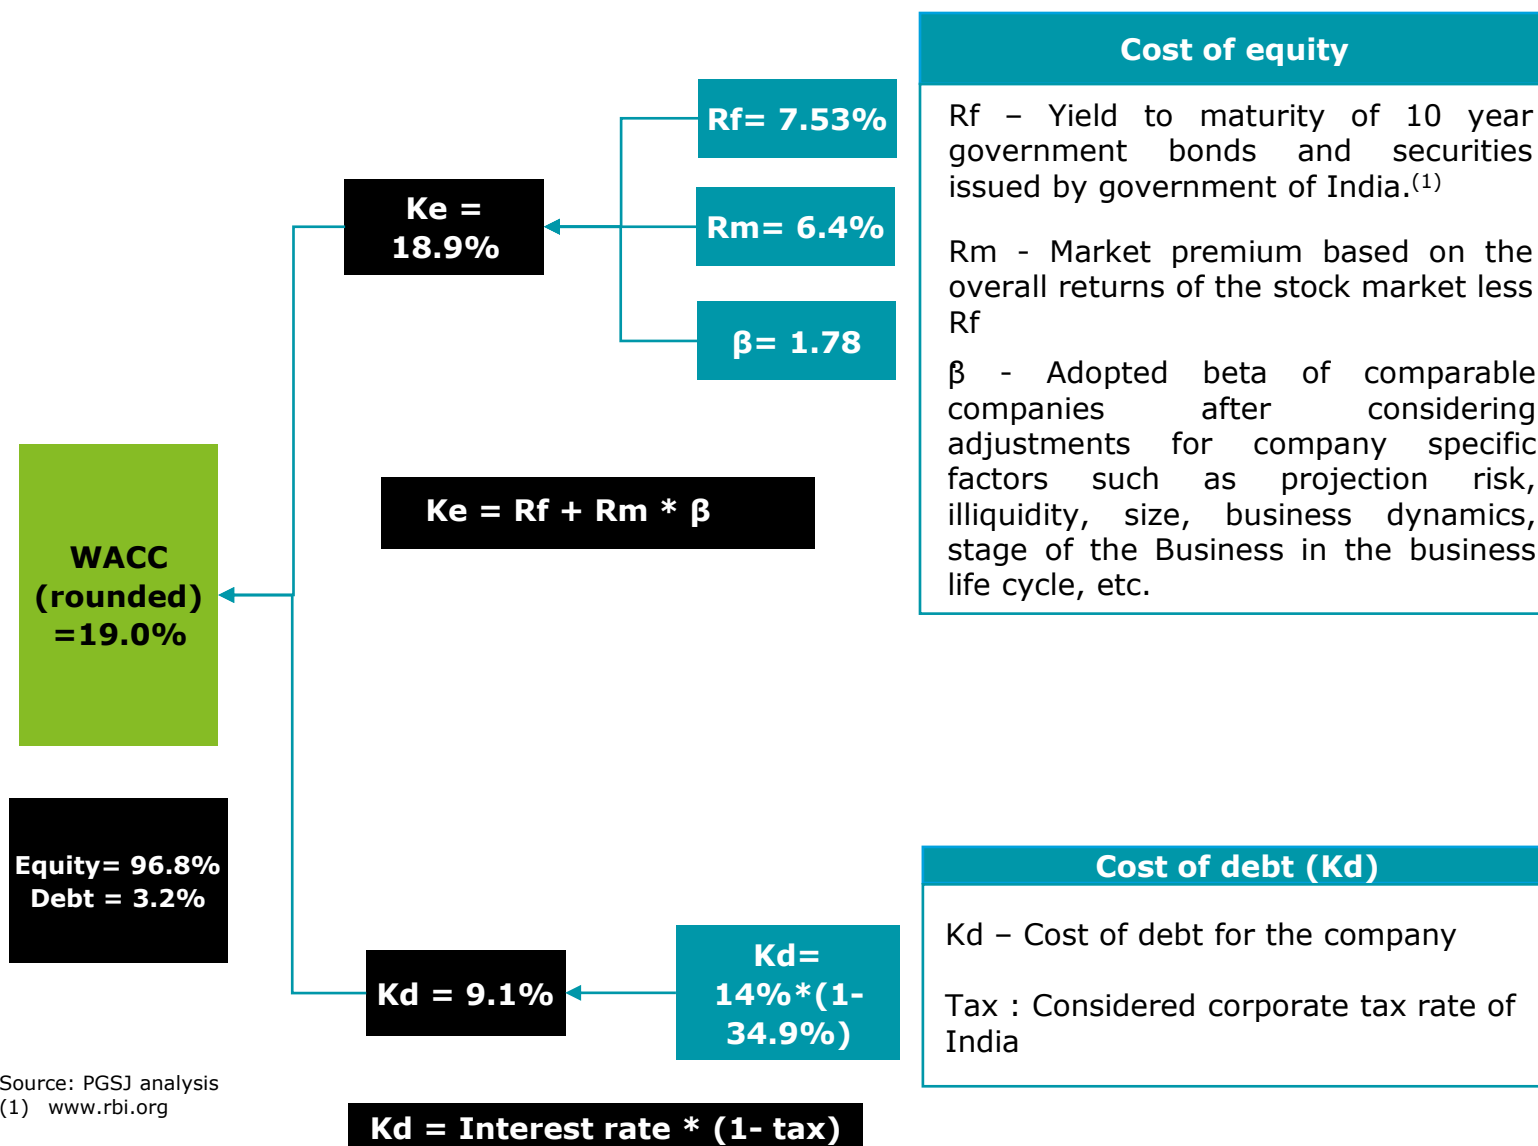 Cost of equity
Rf – Yield to maturity of 10 year
government bonds and securities
issued by government of India.(1)
Rm - Market premium based on the
overall returns of the stock market less
Rf
β - Adopted beta of comparable
companies after considering
adjustments for company specific
factors such as projection risk,
illiquidity, size, business dynamics,
stage of the Business in the business
life cycle, etc.
Rf= 7.53%
Rm= 6.4%
β= 1.78
Ke =
18.9%
Ke = Rf + Rm * β
WACC
(rounded)
=19.0%
Equity= 96.8%
Debt = 3.2%
Kd = 9.1%
Kd=
14%*(1-
34.9%)
Cost of debt (Kd)
Kd – Cost of debt for the company
Tax : Considered corporate tax rate of
India
Source: PGSJ analysis
(1) www.rbi.org
Kd = Interest rate * (1- tax)